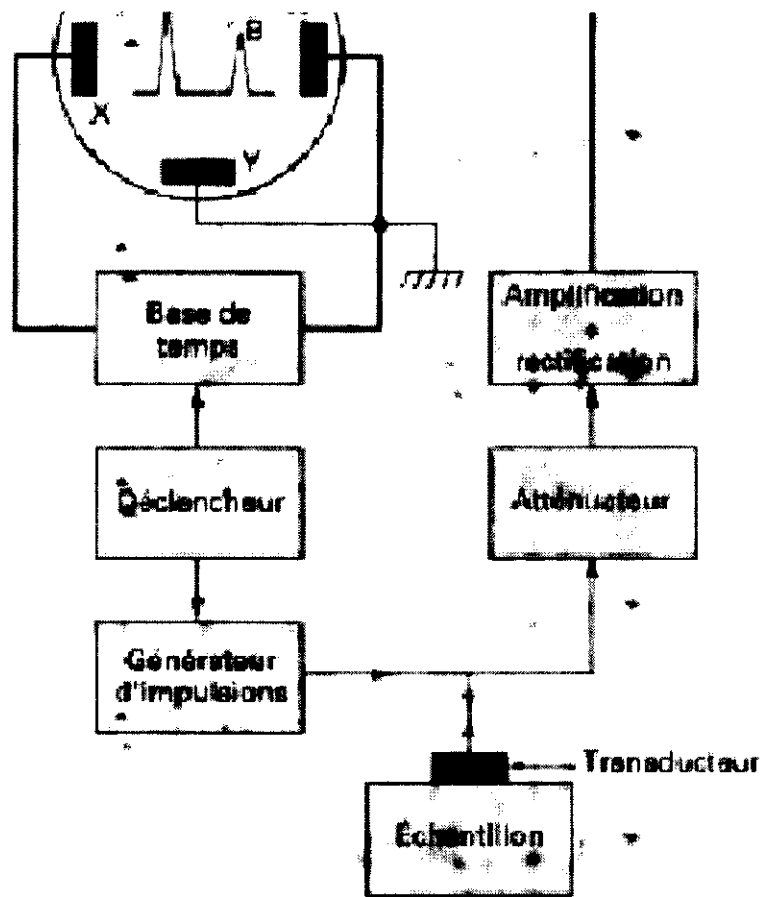 B
X
Y
Base de
temps
Amplification
+
rectification
Déclencheur
Atténuateur
Générateur
d'impulsions
Transducteur
Échantillon